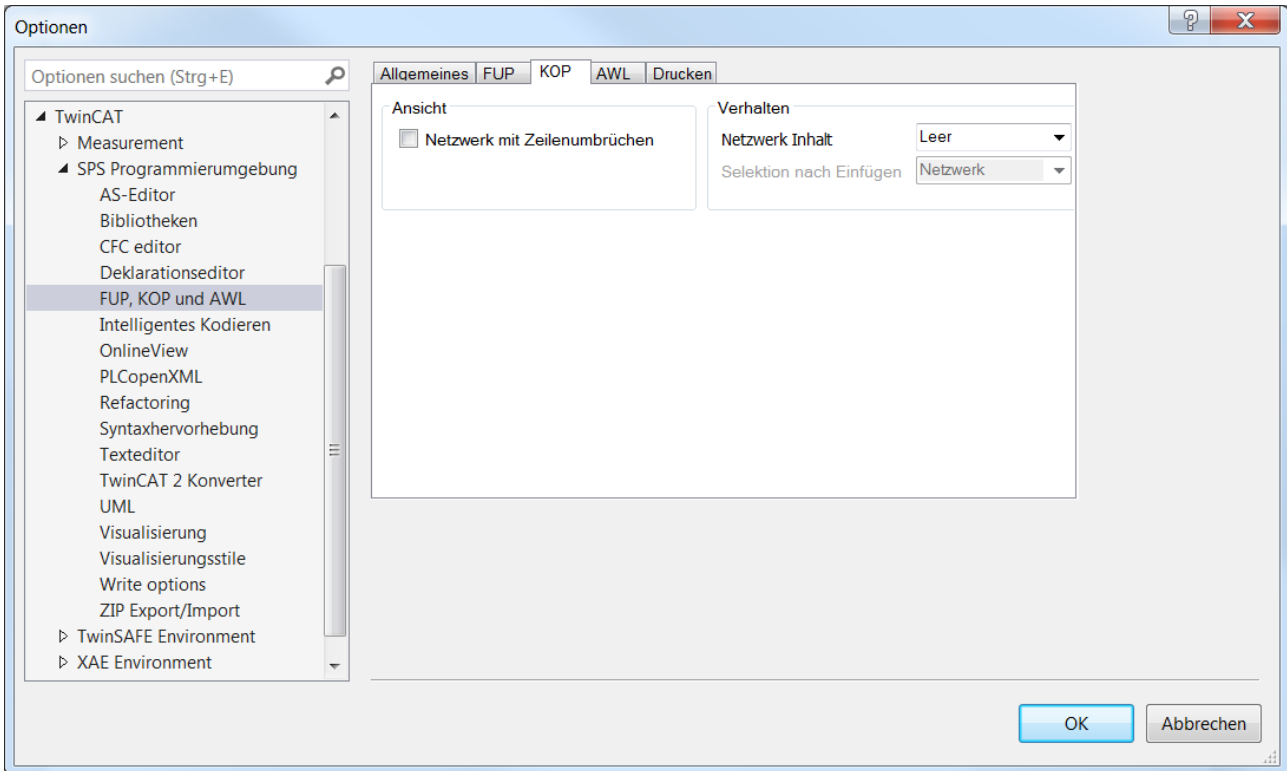 Optionen
Optionen suchen (Strg+E)
TwinCAT
Measurement
SPS Programmierumgebung
AS-Editor
Bibliotheken
CFC editor
Deklarationseditor
FUP, KOP und AWL
Intelligentes Kodieren
OnlineView
PLCopenXML
Refactoring
Syntaxhervorhebung
Texteditor
TwinCAT 2 Konverter
UML
Visualisierung
Visualisierungsstile
Write options
ZIP Export/Import
TwinSAFE Environment
XAE Environment
Allgemeines FUP KOP AWL Drucken
Ansicht
Netzwerk mit Zeilenumbrüchen
Verhalten
Netzwerk Inhalt Leer
Selektion nach Einfügen Netzwerk
OK Abbrechen